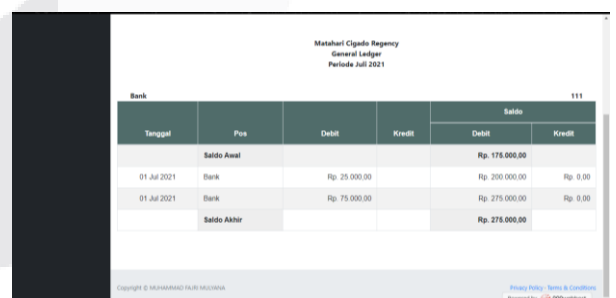 Matahari Cigado Regency
General Ledger
Periode Juli 2021
Bank 111
Saldo
Tanggal Pos Debit Kredit Debit Kredit
Saldo Awal Rp. 175.000,00
01 Jul 2021 Bank Rp. 25.000,00 Rp. 200.000,00 Rp. 0,00
01 Jul 2021 Bank Rp. 75.000,00 Rp. 275.000,00 Rp. 0,00
Saldo Akhir Rp. 275.000,00
Copyright © MUHAMMAD FAJRI MULYANA Privacy Policy · Terms & Conditions
Powered by 000webhost